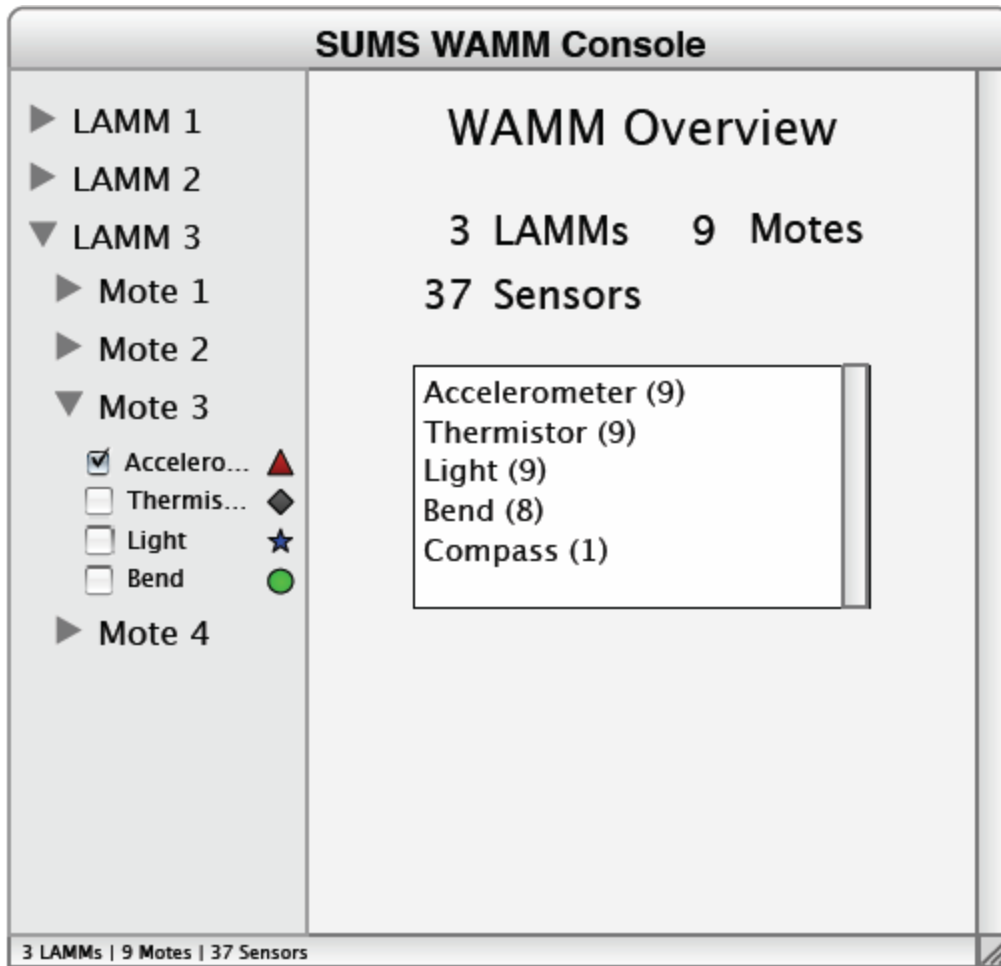 SUMS WAMM Console
LAMM 1
LAMM 2
LAMM 3
Mote 1
Mote 2
Mote 3
Accelero...
Thermis...
Light
Bend
Mote 4
WAMM Overview
3 LAMMs 9 Motes
37 Sensors
Accelerometer (9)
Thermistor (9)
Light (9)
Bend (8)
Compass (1)
3 LAMMs | 9 Motes | 37 Sensors